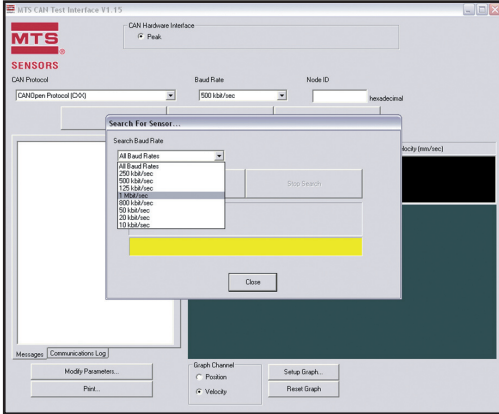 MTS CAN Test Interface V1.15
MTS
®
SENSORS
CAN Hardware Interface
Peak
CAN Protocol
Baud Rate
Node ID
CANOpen Protocol (CXX)
500 kbit/sec
hexadecimal
Search For Sensor...
Search Baud Rate
All Baud Rates
All Baud Rates
250 kbit/sec
500 kbit/sec
125 kbit/sec
1 Mbit/sec
800 kbit/sec
50 kbit/sec
20 kbit/sec
10 kbit/sec
Stop Search
Close
locity (mm/sec)
Messages
Communications Log
Modify Parameters...
Print...
Graph Channel
Position
Velocity
Setup Graph...
Reset Graph